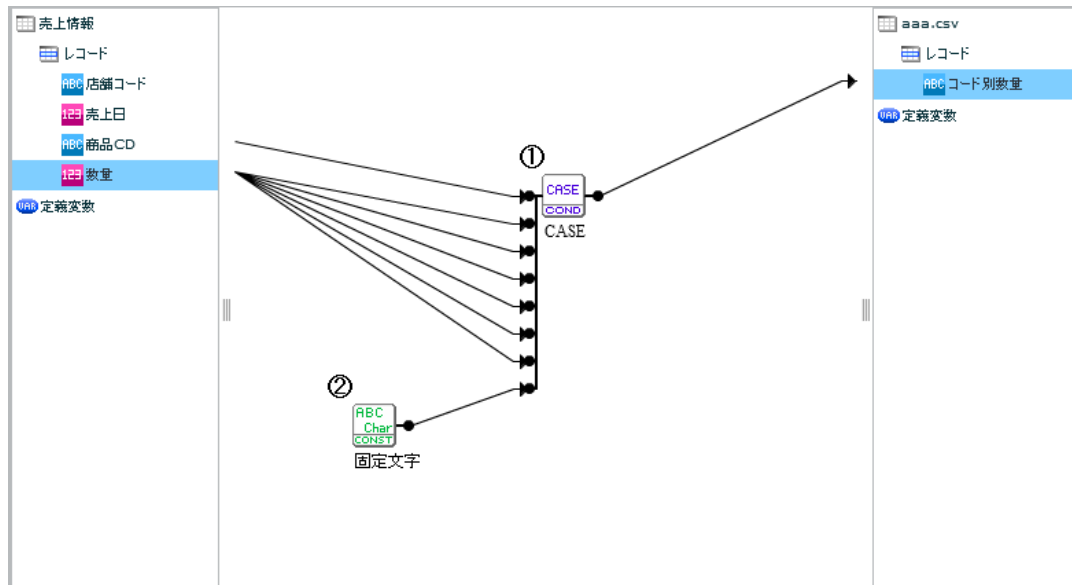 売上情報
レコード
ABC 店舗コード
123 売上日
ABC 商品CD
123 数量
VAR 定義変数
①
CASE
COND
CASE
②
ABC
Char
CONST
固定文字
aaa.csv
レコード
ABC コード別数量
VAR 定義変数